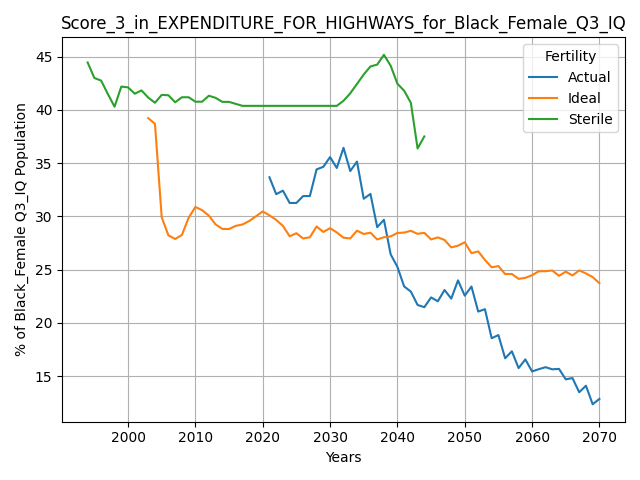 Score_3_in_EXPENDITURE_FOR_HIGHWAYS_for_Black_Female_Q3_IQ
Fertility
Actual
Ideal
Sterile
% of Black_Female Q3_IQ Population
45
40
35
30
25
20
15
2000 2010 2020 2030 2040 2050 2060 2070
Years